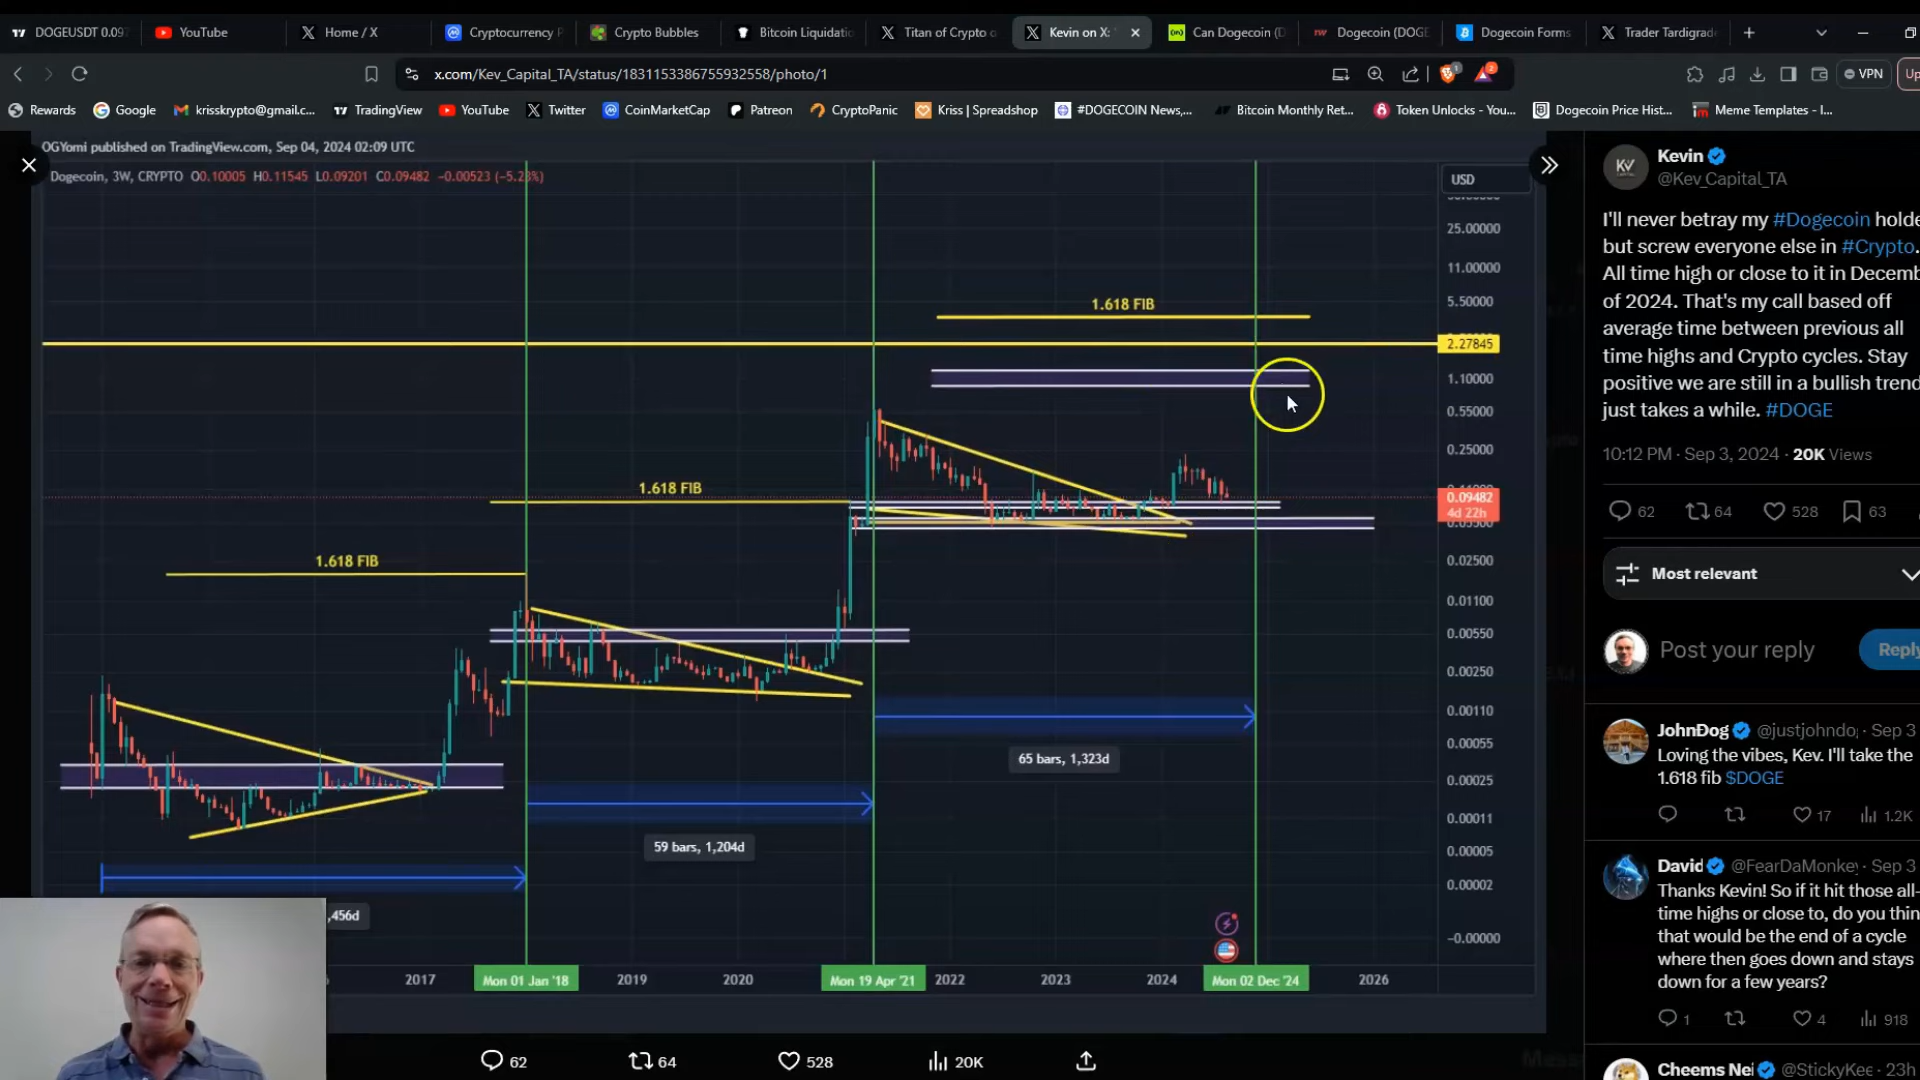 DOGEUSDT 0.097
YouTube
Home / X
Cryptocurrency P
Crypto Bubbles
Bitcoin Liquidatio
Titan of Crypto o
Kevin on X:
Can Dogecoin (D
Dogecoin (DOGE
Dogecoin Forms
Trader Tardigrad
x.com/Kev_Capital_TA/status/1831153386755932558/photo/1
1
2
VPN
Up
Rewards
Google
krisskrypto@gmail.c...
TradingView
YouTube
Twitter
CoinMarketCap
Patreon
CryptoPanic
Kriss | Spreadshop
#DOGECOIN News,...
Bitcoin Monthly Ret...
Token Unlocks - You...
Dogecoin Price Hist...
Meme Templates - I...
OGYomi published on TradingView.com, Sep 04, 2024 02:09 UTC
Dogecoin, 3W, CRYPTO O0.10005 H0.11545 L0.09201 C0.09482 −0.00523 (−5.23%)
USD
25.00000
11.00000
5.50000
2.27845
1.10000
0.55000
0.25000
0.09482
4d 22h
0.02500
0.01100
0.00550
0.00250
0.00110
0.00055
0.00025
0.00011
0.00005
0.00002
−0.00000
1.618 FIB
1.618 FIB
1.618 FIB
65 bars, 1,323d
59 bars, 1,204d
,456d
2017
Mon 01 Jan '18
2019
2020
Mon 19 Apr '21
2022
2023
2024
Mon 02 Dec '24
2026
62
64
528
20K
Kevin
@Kev_Capital_TA
I'll never betray my #Dogecoin holde
but screw everyone else in #Crypto.
All time high or close to it in Decemb
of 2024. That's my call based off
average time between previous all
time highs and Crypto cycles. Stay
positive we are still in a bullish trend
just takes a while. #DOGE
10:12 PM · Sep 3, 2024 · 20K Views
62
64
528
63
Most relevant
Post your reply
Reply
JohnÐog @justjohndo · Sep 3
Loving the vibes, Kev. I'll take the
1.618 fib $DOGE
17
1.2K
David @FearDaMonkey · Sep 3
Thanks Kevin! So if it hit those all-
time highs or close to, do you thin
that would be the end of a cycle
where then goes down and stays
down for a few years?
1
4
918
Cheems Nei @StickyKee · 23h